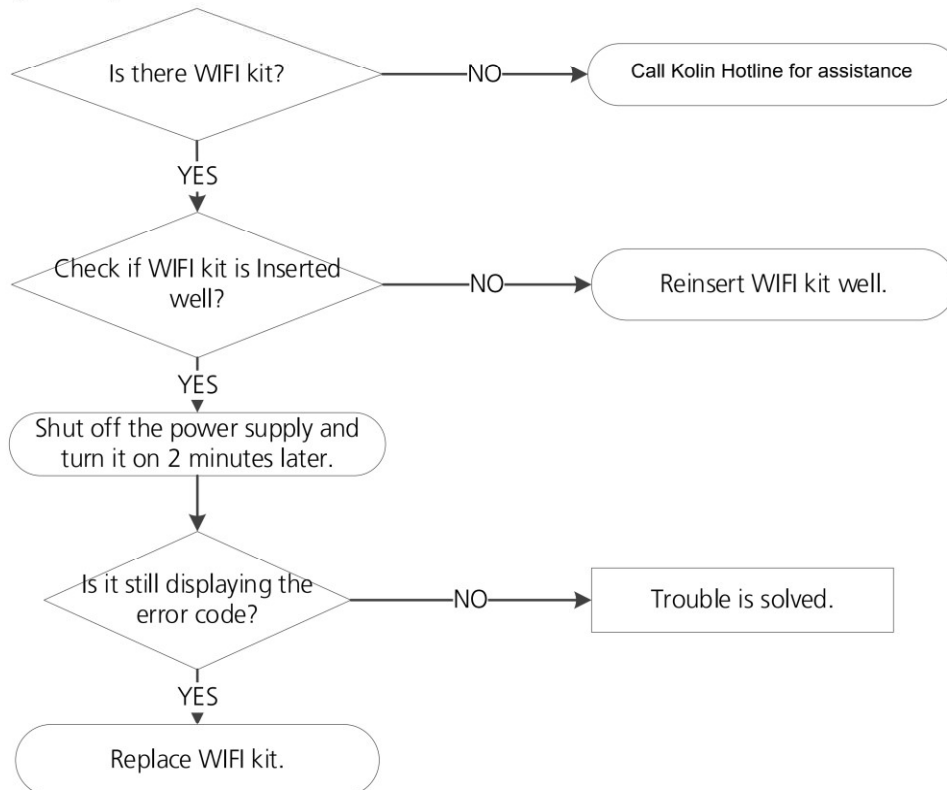 Is there WIFI kit?
NO
Call Kolin Hotline for assistance
YES
Check if WIFI kit is Inserted
well?
NO
Reinsert WIFI kit well.
YES
Shut off the power supply and
turn it on 2 minutes later.
Is it still displaying the
error code?
NO
Trouble is solved.
YES
Replace WIFI kit.